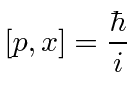 [p, x] = ħ/i